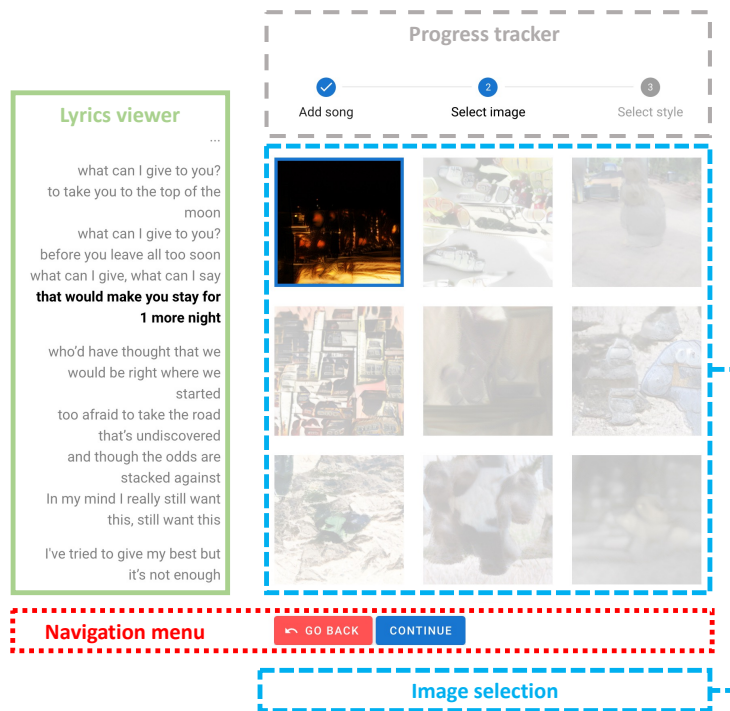 Progress tracker
2
3
Add song
Select image
Select style
Lyrics viewer
...
what can I give to you?
to take you to the top of the
moon
what can I give to you?
before you leave all too soon
what can I give, what can I say
that would make you stay for
1 more night
who'd have thought that we
would be right where we
started
too afraid to take the road
that's undiscovered
and though the odds are
stacked against
In my mind I really still want
this, still want this
I've tried to give my best but
it's not enough
Navigation menu
GO BACK
CONTINUE
Image selection